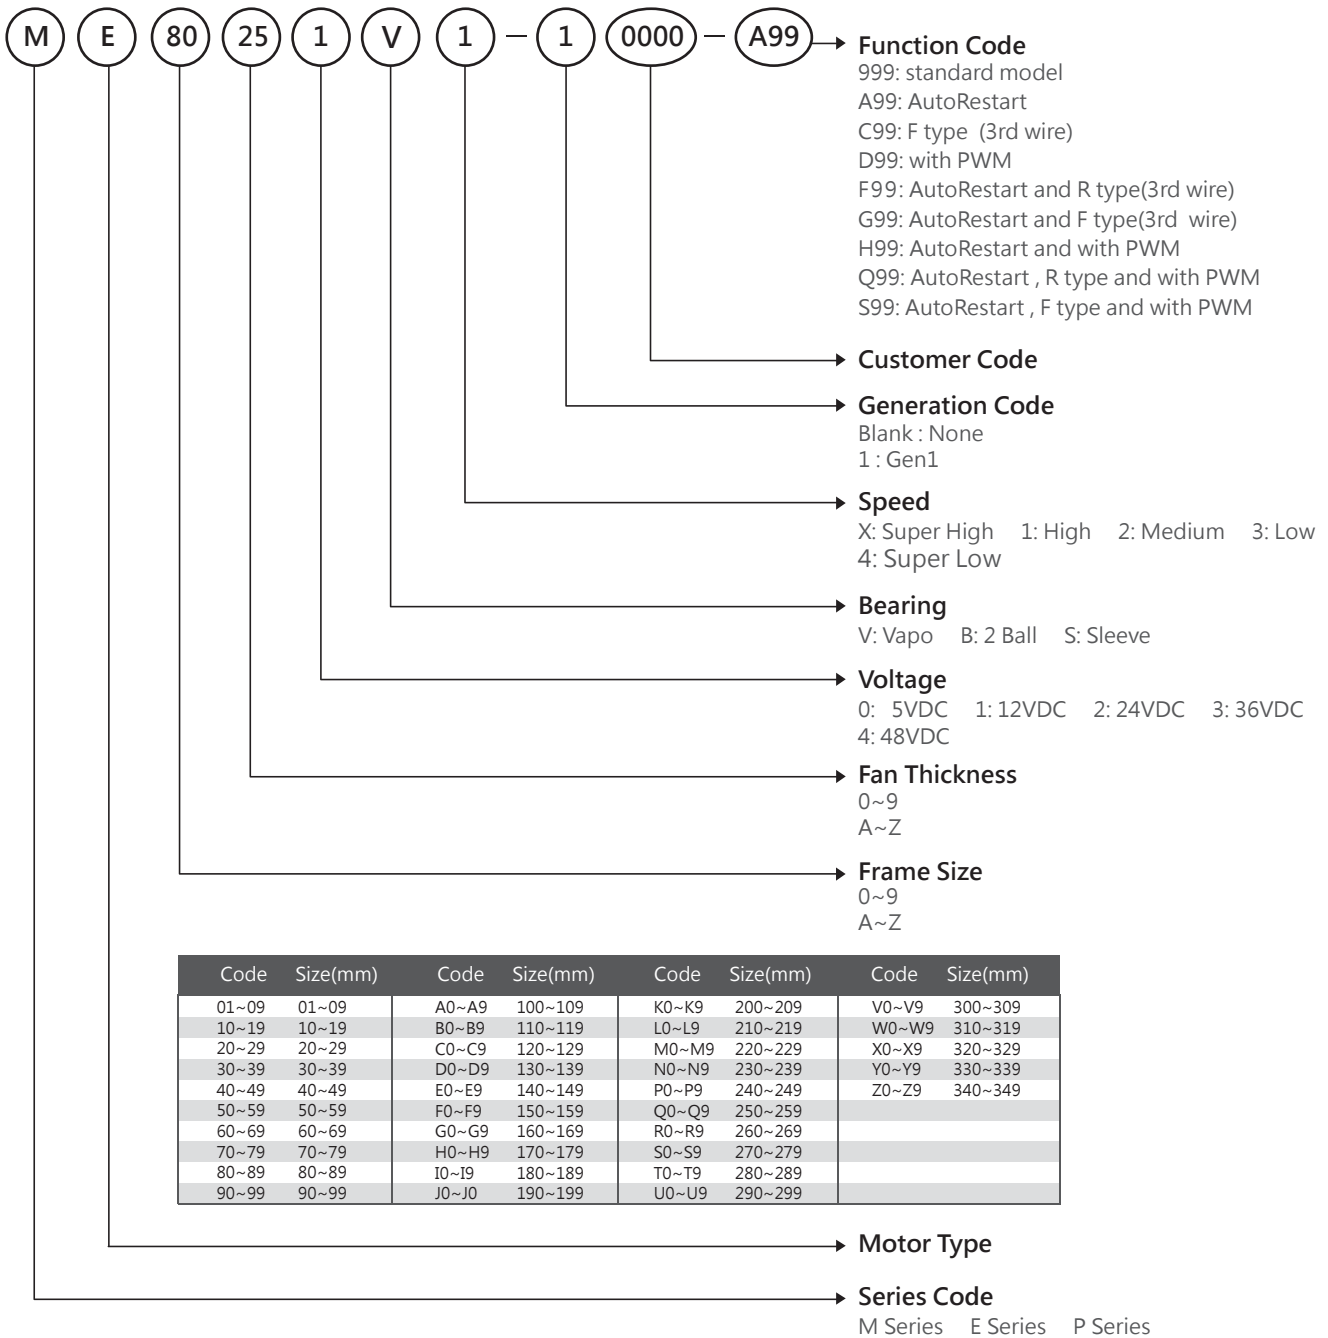 M E 80 25 1 V 1 – 1 0000 – A99
Function Code
999: standard model
A99: AutoRestart
C99: F type (3rd wire)
D99: with PWM
F99: AutoRestart and R type(3rd wire)
G99: AutoRestart and F type(3rd wire)
H99: AutoRestart and with PWM
Q99: AutoRestart , R type and with PWM
S99: AutoRestart , F type and with PWM
Customer Code
Generation Code
Blank : None
1 : Gen1
Speed
X: Super High 1: High 2: Medium 3: Low
4: Super Low
Bearing
V: Vapo B: 2 Ball S: Sleeve
Voltage
0: 5VDC 1: 12VDC 2: 24VDC 3: 36VDC
4: 48VDC
Fan Thickness
0~9
A~Z
Frame Size
0~9
A~Z
Code Size(mm) Code Size(mm) Code Size(mm) Code Size(mm)
01~09 01~09 A0~A9 100~109 K0~K9 200~209 V0~V9 300~309
10~19 10~19 B0~B9 110~119 L0~L9 210~219 W0~W9 310~319
20~29 20~29 C0~C9 120~129 M0~M9 220~229 X0~X9 320~329
30~39 30~39 D0~D9 130~139 N0~N9 230~239 Y0~Y9 330~339
40~49 40~49 E0~E9 140~149 P0~P9 240~249 Z0~Z9 340~349
50~59 50~59 F0~F9 150~159 Q0~Q9 250~259
60~69 60~69 G0~G9 160~169 R0~R9 260~269
70~79 70~79 H0~H9 170~179 S0~S9 270~279
80~89 80~89 I0~I9 180~189 T0~T9 280~289
90~99 90~99 J0~J0 190~199 U0~U9 290~299
Motor Type
Series Code
M Series E Series P Series